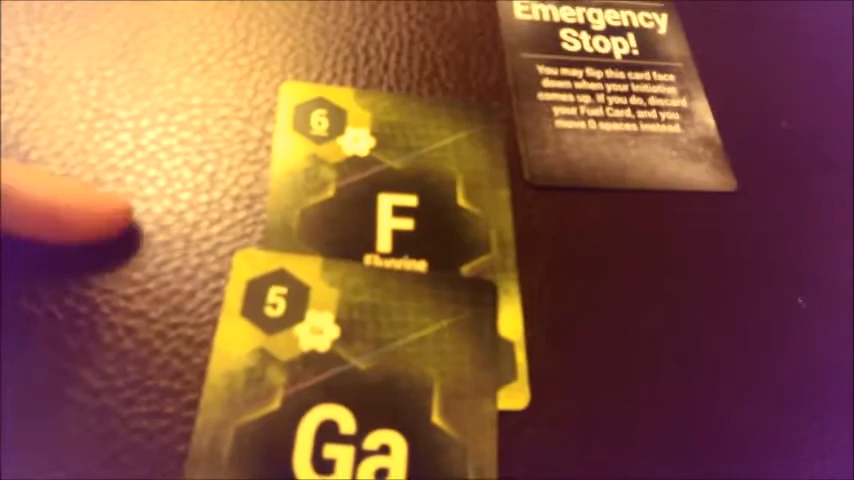 Emergency
Stop!
You may flip this card face
down when your Initiative
comes up. If you do, discard
your Fuel Card, and you
move 0 spaces instead.
6
F
Fluorine
5
Ga